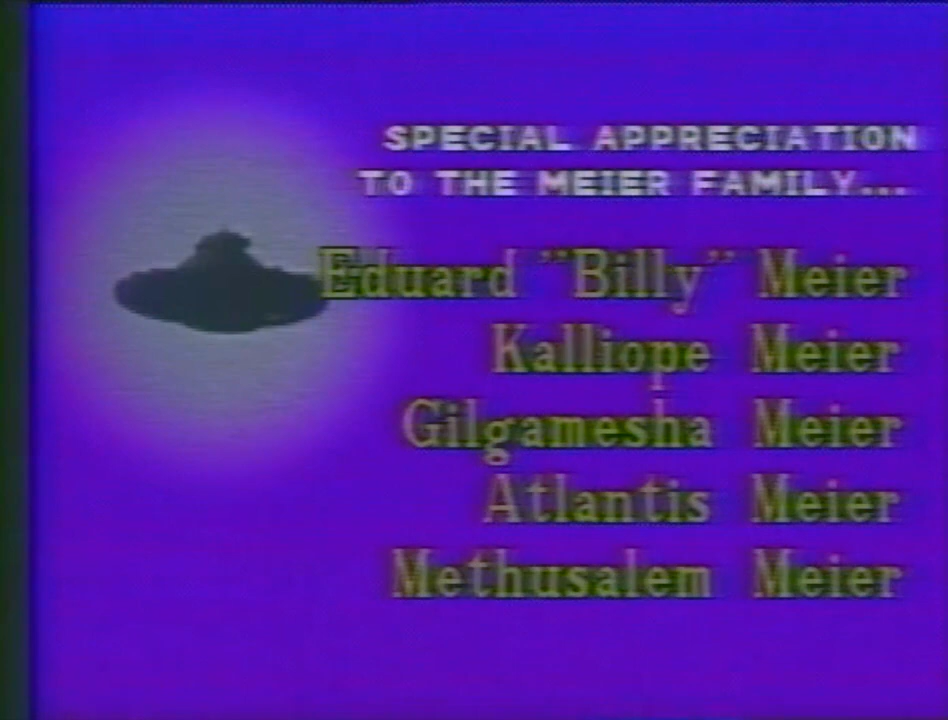 SPECIAL APPRECIATION
TO THE MEIER FAMILY...
Eduard "Billy" Meier
Kalliope Meier
Gilgamesha Meier
Atlantis Meier
Methusalem Meier